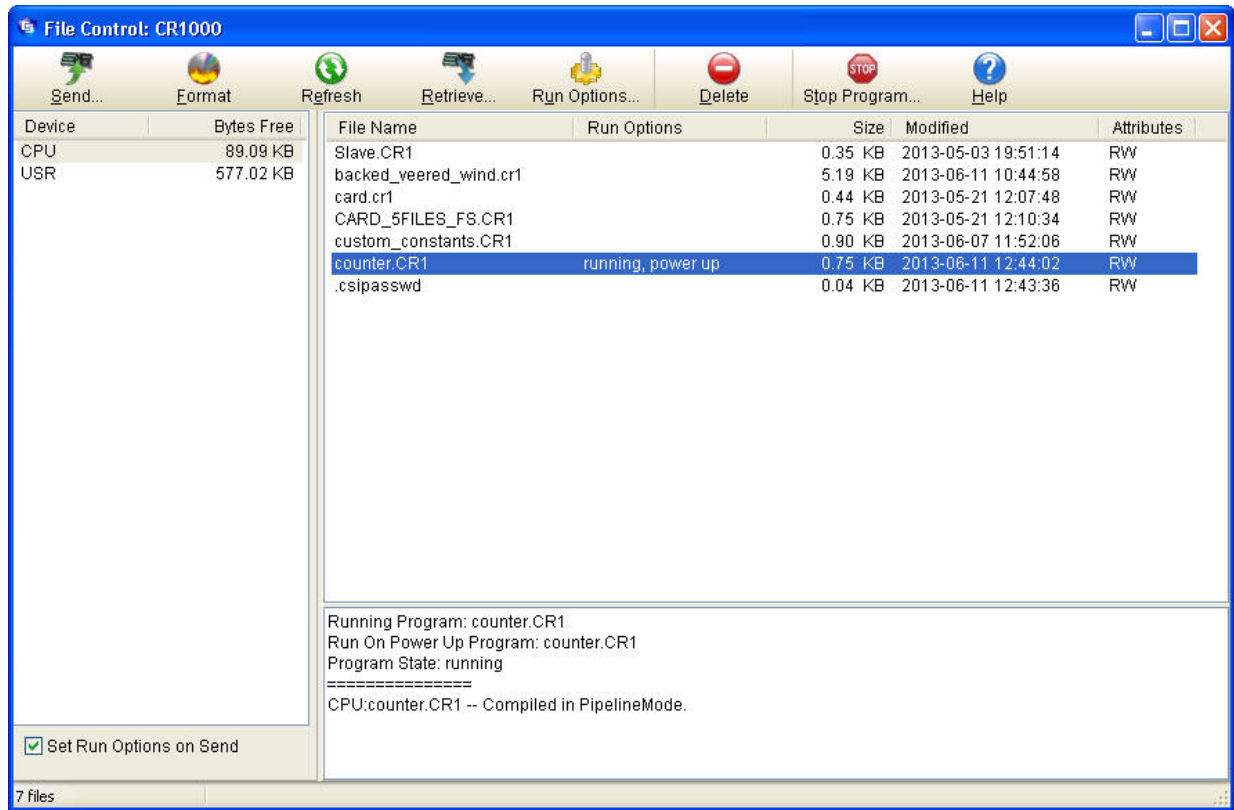 File Control: CR1000
Send... Format Refresh Retrieve... Run Options... Delete Stop Program... Help
STOP
Device Bytes Free
CPU 89.09 KB
USR 577.02 KB
File Name Run Options Size Modified Attributes
Slave.CR1 0.35 KB 2013-05-03 19:51:14 RW
backed_veered_wind.cr1 5.19 KB 2013-06-11 10:44:58 RW
card.cr1 0.44 KB 2013-05-21 12:07:48 RW
CARD_5FILES_FS.CR1 0.75 KB 2013-05-21 12:10:34 RW
custom_constants.CR1 0.90 KB 2013-06-07 11:52:06 RW
counter.CR1 running, power up 0.75 KB 2013-06-11 12:44:02 RW
.csipasswd 0.04 KB 2013-06-11 12:43:36 RW
Running Program: counter.CR1
Run On Power Up Program: counter.CR1
Program State: running
===============
CPU:counter.CR1 -- Compiled in PipelineMode.
Set Run Options on Send
7 files